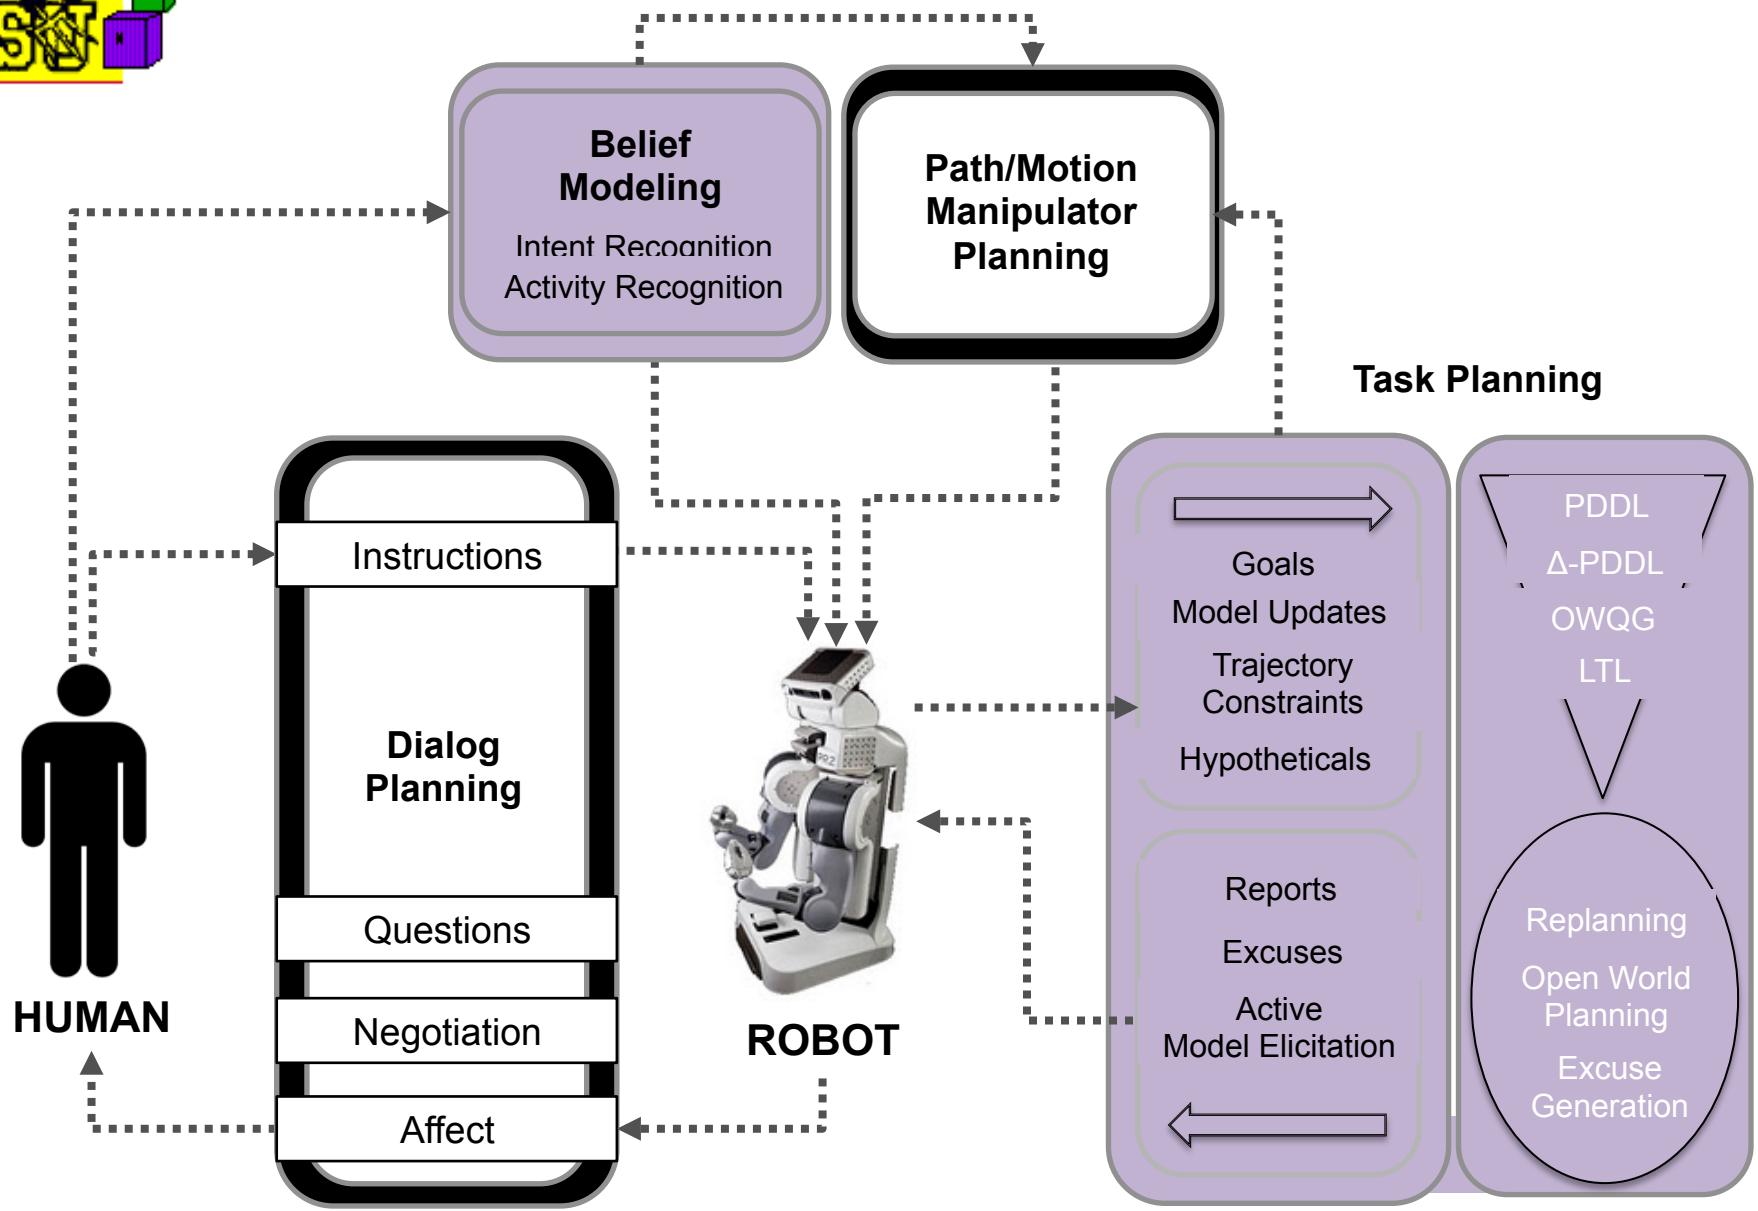 SU
Belief
Modeling
Intent Recognition
Activity Recognition
Path/Motion
Manipulator
Planning
Task Planning
Instructions
Dialog
Planning
Questions
Negotiation
Affect
HUMAN
PR2
ROBOT
Goals
Model Updates
Trajectory
Constraints
Hypotheticals
Reports
Excuses
Active
Model Elicitation
PDDL
Δ-PDDL
OWQG
LTL
Replanning
Open World
Planning
Excuse
Generation